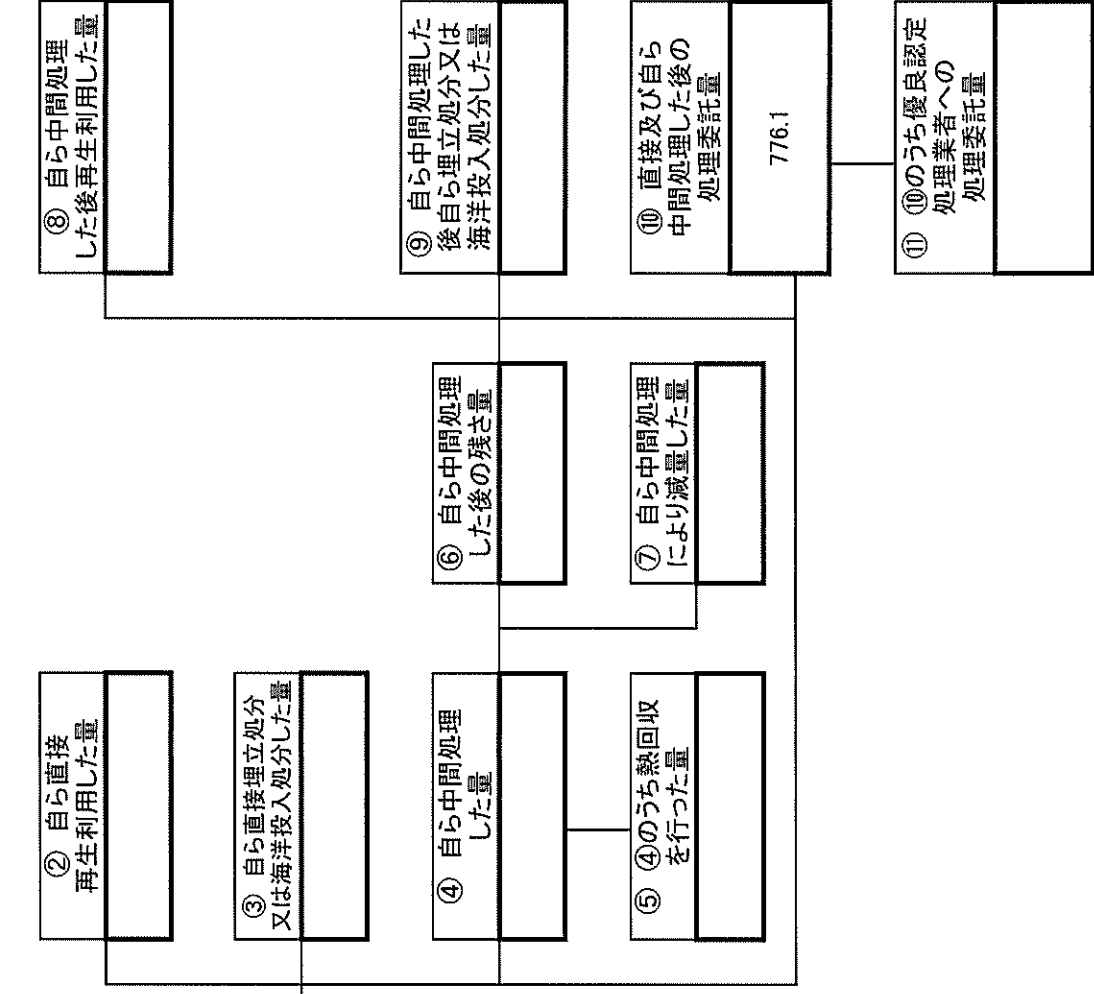 ② 自ら直接
再生利用した量
③ 自ら直接埋立処分
又は海洋投入処分した量
④ 自ら中間処理
した量
⑤ ④のうち熱回収
を行った量
⑥ 自ら中間処理
した後の残さ量
⑦ 自ら中間処理
により減量した量
⑧ 自ら中間処理
した後再生利用した量
⑨ 自ら中間処理した
後自ら埋立処分又は
海洋投入処分した量
⑩ 直接及び自ら
中間処理した後の
処理委託量
776.1
⑪ ⑩のうち優良認定
処理業者への
処理委託量